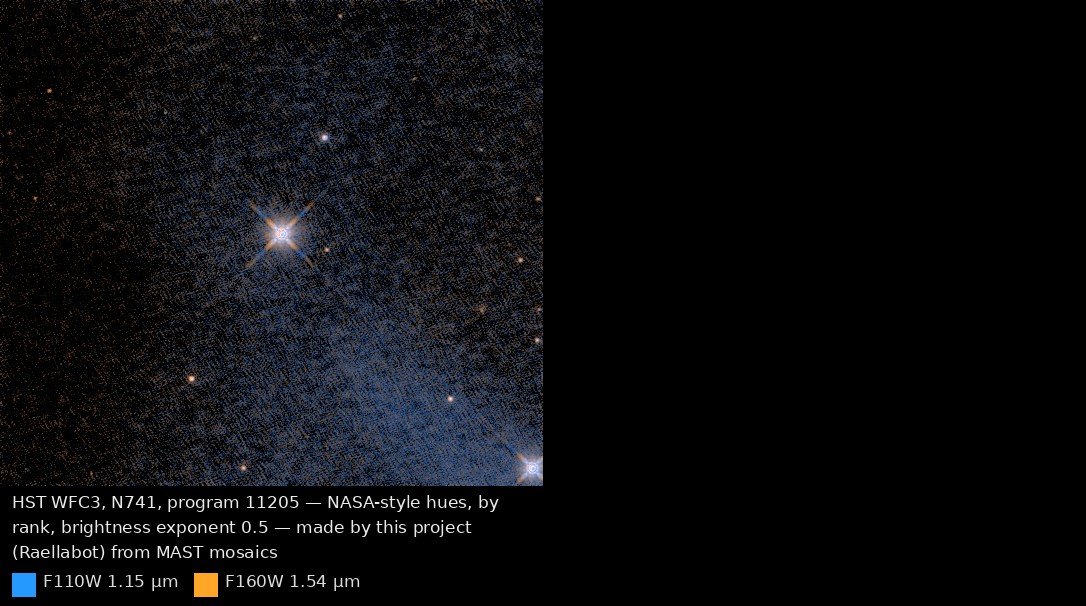 HST WFC3, N741, program 11205 — NASA-style hues, by
rank, brightness exponent 0.5 — made by this project
(Raellabot) from MAST mosaics
F110W 1.15 µm F160W 1.54 µm